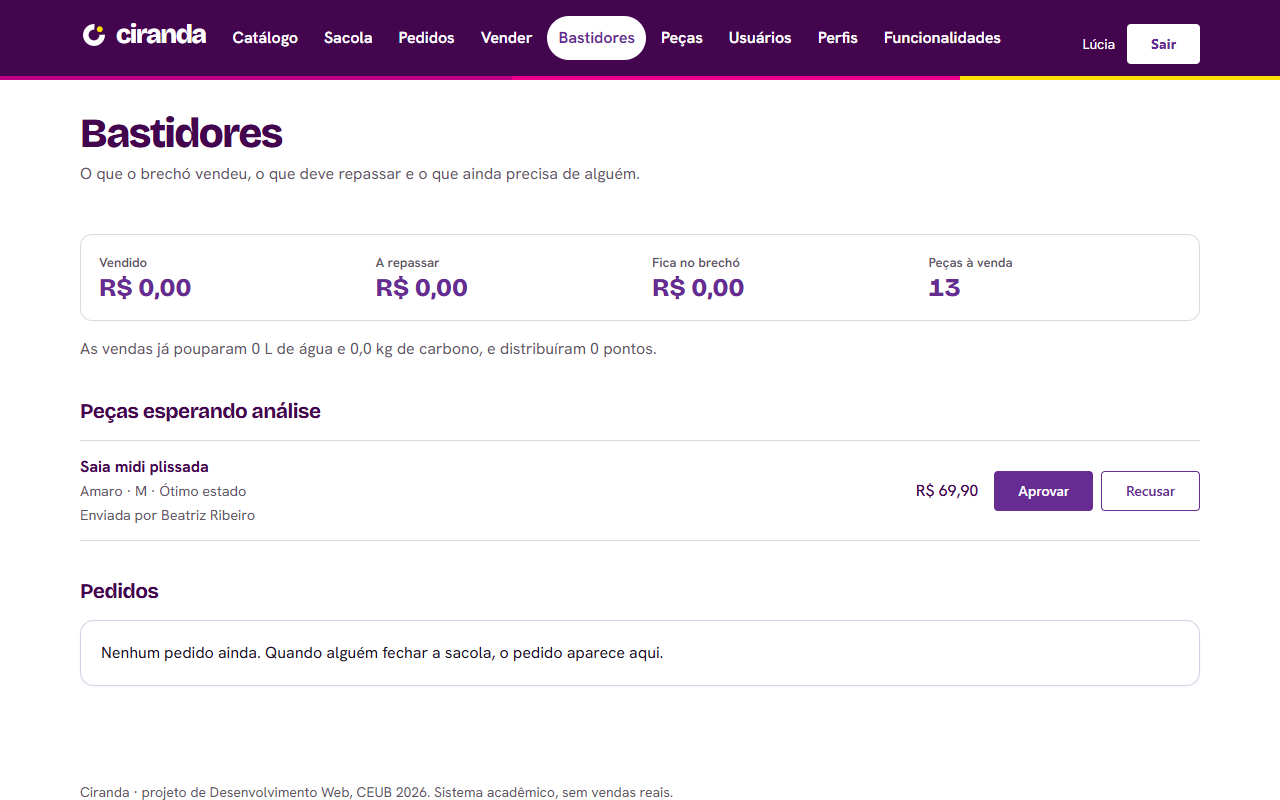 ciranda Catálogo Sacola Pedidos Vender Bastidores Peças Usuários Perfis Funcionalidades Lúcia Sair
Bastidores
O que o brechó vendeu, o que deve repassar e o que ainda precisa de alguém.
Vendido A repassar Fica no brechó Peças à venda
R$ 0,00 R$ 0,00 R$ 0,00 13
As vendas já pouparam 0 L de água e 0,0 kg de carbono, e distribuíram 0 pontos.
Peças esperando análise
Saia midi plissada
Amaro · M · Ótimo estado
Enviada por Beatriz Ribeiro
R$ 69,90 Aprovar Recusar
Pedidos
Nenhum pedido ainda. Quando alguém fechar a sacola, o pedido aparece aqui.
Ciranda · projeto de Desenvolvimento Web, CEUB 2026. Sistema acadêmico, sem vendas reais.